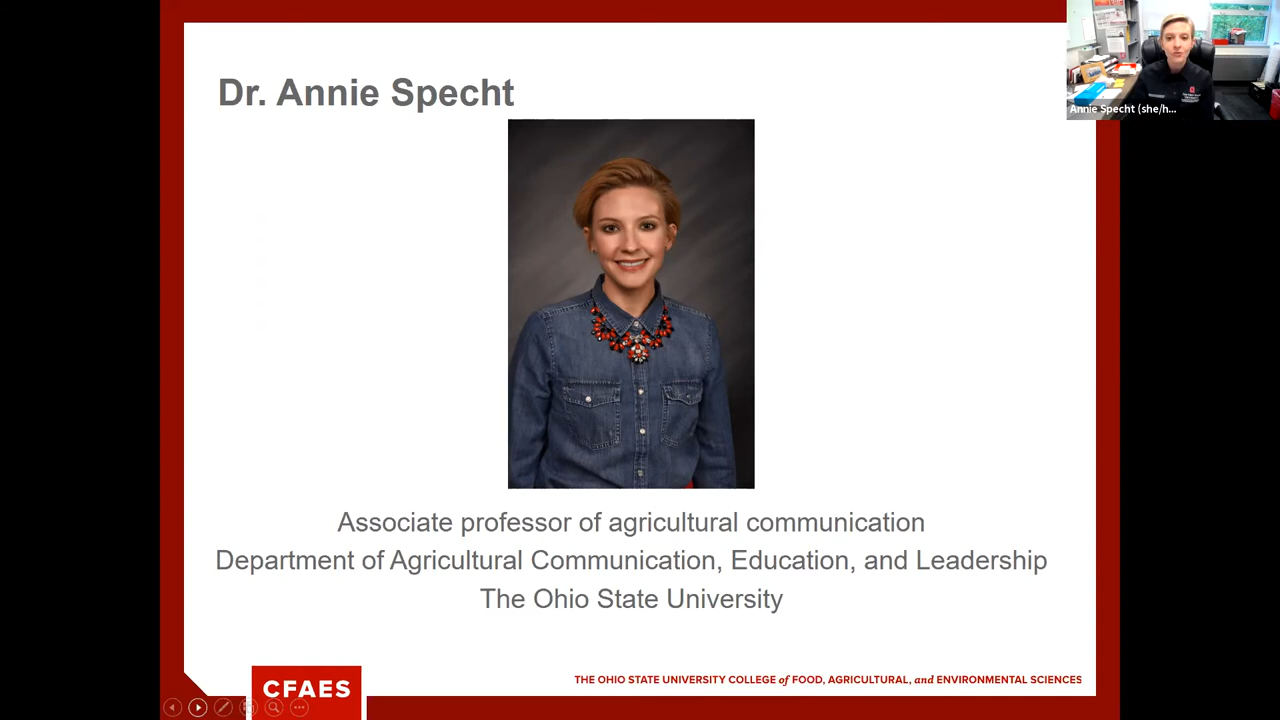 Dr. Annie Specht
Annie Specht (she/h...
Associate professor of agricultural communication
Department of Agricultural Communication, Education, and Leadership
The Ohio State University
CFAES
THE OHIO STATE UNIVERSITY COLLEGE of FOOD, AGRICULTURAL, and ENVIRONMENTAL SCIENCES